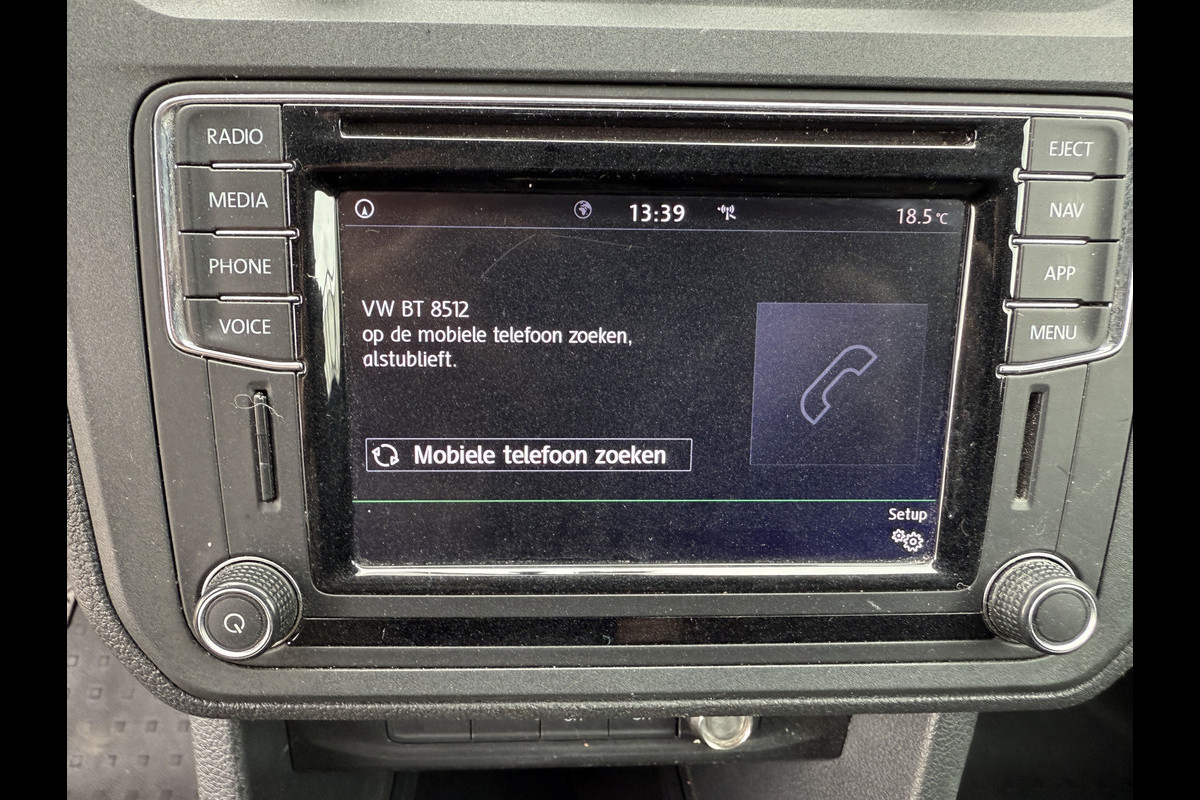 RADIO
MEDIA
PHONE
VOICE
EJECT
NAV
APP
MENU
13:39
18.5°C
VW BT 8512
op de mobiele telefoon zoeken,
alstublieft.
Mobiele telefoon zoeken
Setup